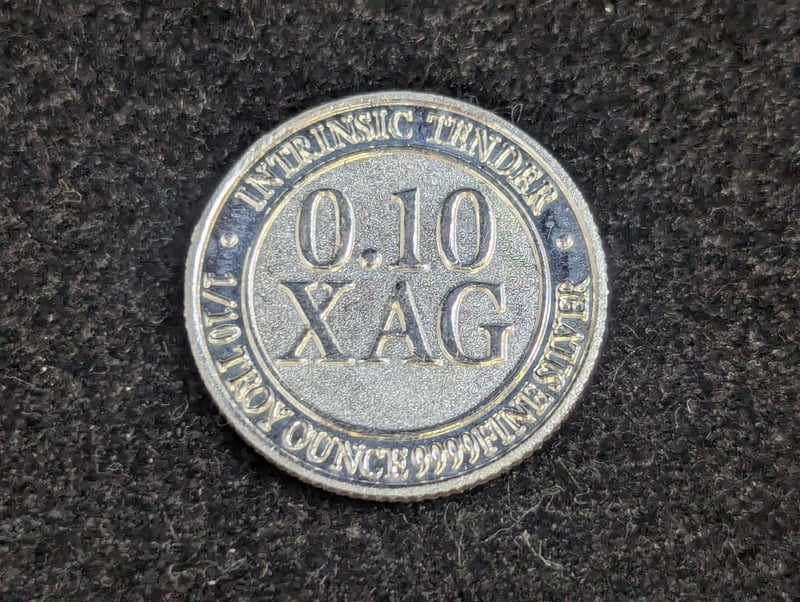 INTRINSIC TENDER
0.10
XAG
1/10 TROY OUNCE 9999 FINE SILVER